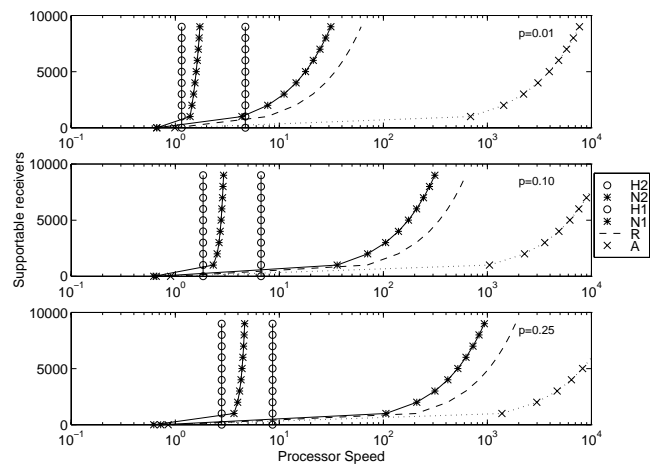 10000
5000
0
p=0.01
10^-1 10^0 10^1 10^2 10^3 10^4
10000
5000
0
p=0.10
10^-1 10^0 10^1 10^2 10^3 10^4
10000
5000
0
p=0.25
10^-1 10^0 10^1 10^2 10^3 10^4
Supportable receivers
Processor Speed
H2
N2
H1
N1
R
A